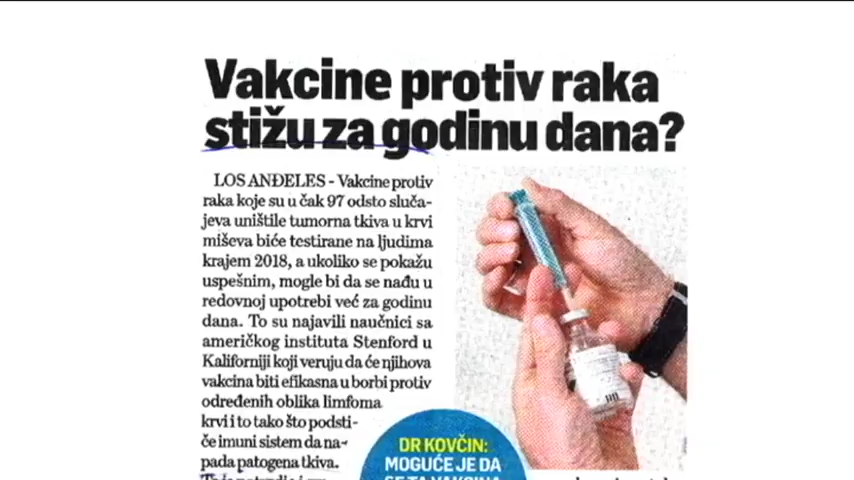 Vakcine protiv raka
stižu za godinu dana?
LOS ANĐELES - Vakcine protiv
raka koje su u čak 97 odsto sluča-
jeva uništile tumorna tkiva u krvi
miševa biće testirane na ljudima
krajem 2018, a ukoliko se pokažu
uspešnim, mogle bi da se nađu u
redovnoj upotrebi već za godinu
dana. To su najavili naučnici sa
američkog instituta Stenford u
Kaliforniji koji veruju da će njihova
vakcina biti efikasna u borbi protiv
određenih oblika limfoma
krvi i to tako što podsti-
če imuni sistem da na-
pada patogena tkiva.
DR KOVČIN:
MOGUĆE JE DA
SE TA VAKCINA